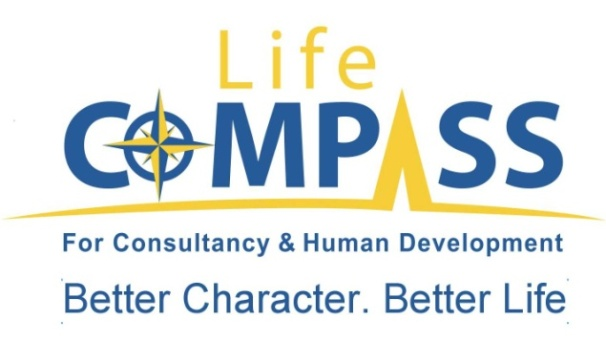 Life
COMPASS
For Consultancy & Human Development
Better Character. Better Life